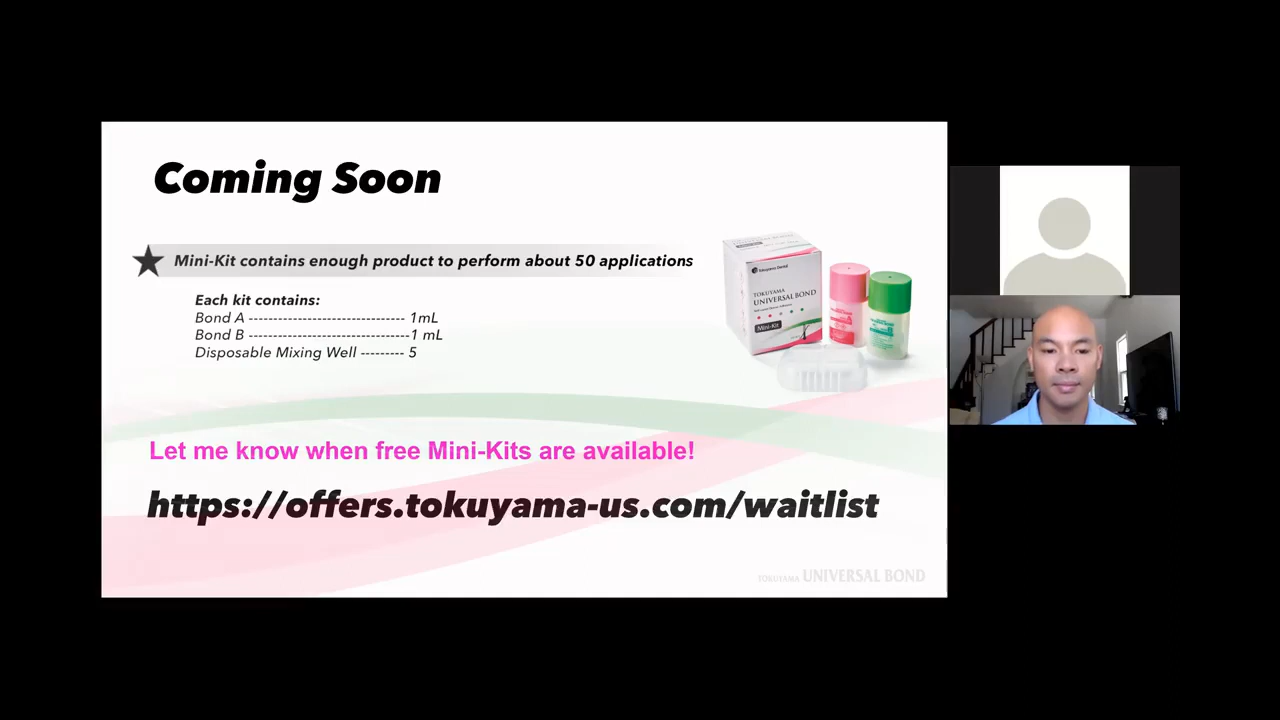 Coming Soon
Mini-Kit contains enough product to perform about 50 applications
Each kit contains:
Bond A ------------------------------ 1mL
Bond B -------------------------------1 mL
Disposable Mixing Well -------- 5
Tokuyama Dental
TOKUYAMA
UNIVERSAL BOND
Mini-Kit
Let me know when free Mini-Kits are available!
https://offers.tokuyama-us.com/waitlist
TOKUYAMA UNIVERSAL BOND